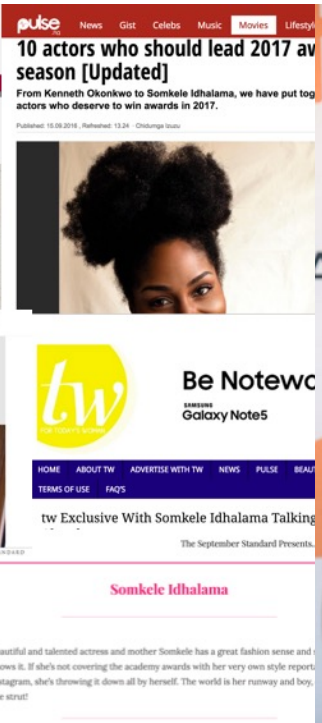 pulse .ng News Gist Celebs Music Movies Lifestyle
10 actors who should lead 2017 aw
season [Updated]
From Kenneth Okonkwo to Somkele Idhalama, we have put tog
actors who deserve to win awards in 2017.
Published: 15.09.2016 , Refreshed: 13.24 · Chidumga Izuzu
tw
FOR TODAY'S WOMAN
Be Notewo
SAMSUNG
Galaxy Note5
HOME ABOUT TW ADVERTISE WITH TW NEWS PULSE BEAU
TERMS OF USE FAQ'S
tw Exclusive With Somkele Idhalama Talking
The September Standard Presents..
Somkele Idhalama
autiful and talented actress and mother Somkele has a great fashion sense and
ows it. If she's not covering the academy awards with her very own style report
stagram, she's throwing it down all by herself. The world is her runway and boy,
e strut!